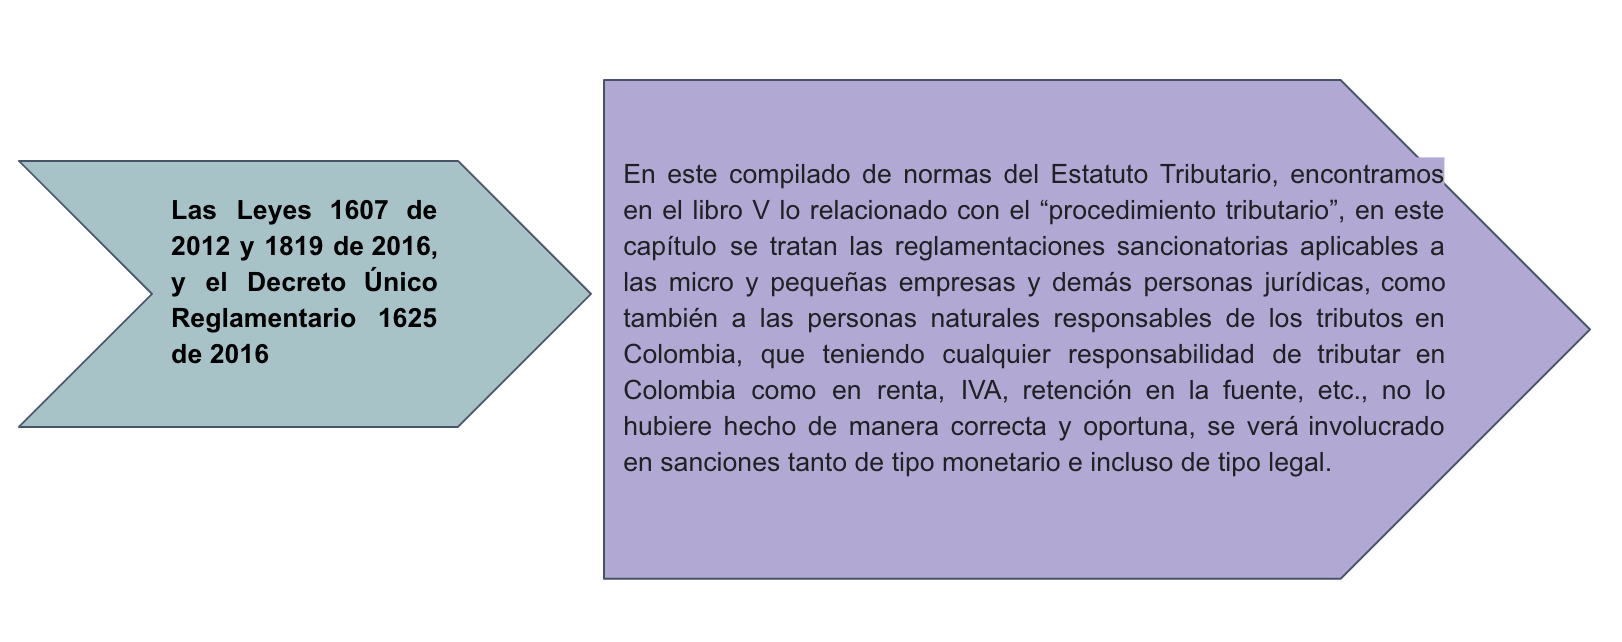 Las Leyes 1607 de
2012 y 1819 de 2016,
y el Decreto Único
Reglamentario 1625
de 2016
En este compilado de normas del Estatuto Tributario, encontramos
en el libro V lo relacionado con el “procedimiento tributario”, en este
capítulo se tratan las reglamentaciones sancionatorias aplicables a
las micro y pequeñas empresas y demás personas jurídicas, como
también a las personas naturales responsables de los tributos en
Colombia, que teniendo cualquier responsabilidad de tributar en
Colombia como en renta, IVA, retención en la fuente, etc., no lo
hubiere hecho de manera correcta y oportuna, se verá involucrado
en sanciones tanto de tipo monetario e incluso de tipo legal.